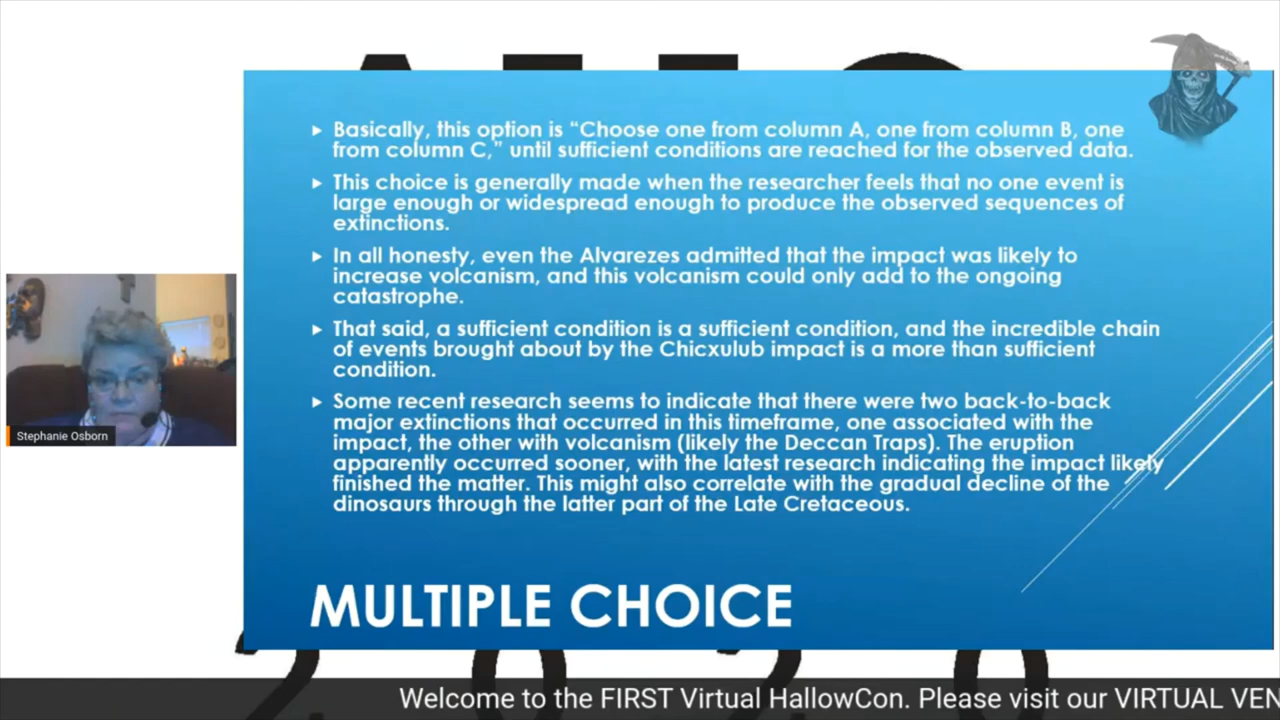 Basically, this option is “Choose one from column A, one from column B, one
from column C,” until sufficient conditions are reached for the observed data.
This choice is generally made when the researcher feels that no one event is
large enough or widespread enough to produce the observed sequences of
extinctions.
In all honesty, even the Alvarezes admitted that the impact was likely to
increase volcanism, and this volcanism could only add to the ongoing
catastrophe.
That said, a sufficient condition is a sufficient condition, and the incredible chain
of events brought about by the Chicxulub impact is a more than sufficient
condition.
Some recent research seems to indicate that there were two back-to-back
major extinctions that occurred in this timeframe, one associated with the
impact, the other with volcanism (likely the Deccan Traps). The eruption
apparently occurred sooner, with the latest research indicating the impact likely
finished the matter. This might also correlate with the gradual decline of the
dinosaurs through the latter part of the Late Cretaceous.
MULTIPLE CHOICE
Stephanie Osborn
2020
Welcome to the FIRST Virtual HallowCon. Please visit our VIRTUAL VEN